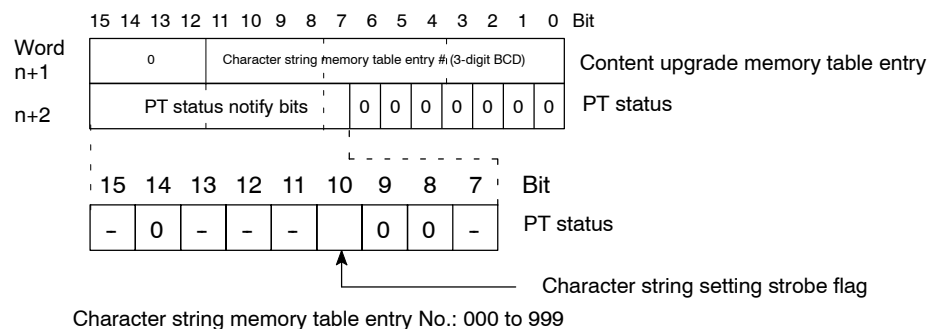 15 14 13 12 11 10 9 8 7 6 5 4 3 2 1 0 Bit
Word
n+1
0 Character string memory table entry # (3-digit BCD) Content upgrade memory table entry
n+2 PT status notify bits 0 0 0 0 0 0 0 PT status
15 14 13 12 11 10 9 8 7 Bit
– 0 – – – 0 0 – PT status
Character string setting strobe flag
Character string memory table entry No.: 000 to 999